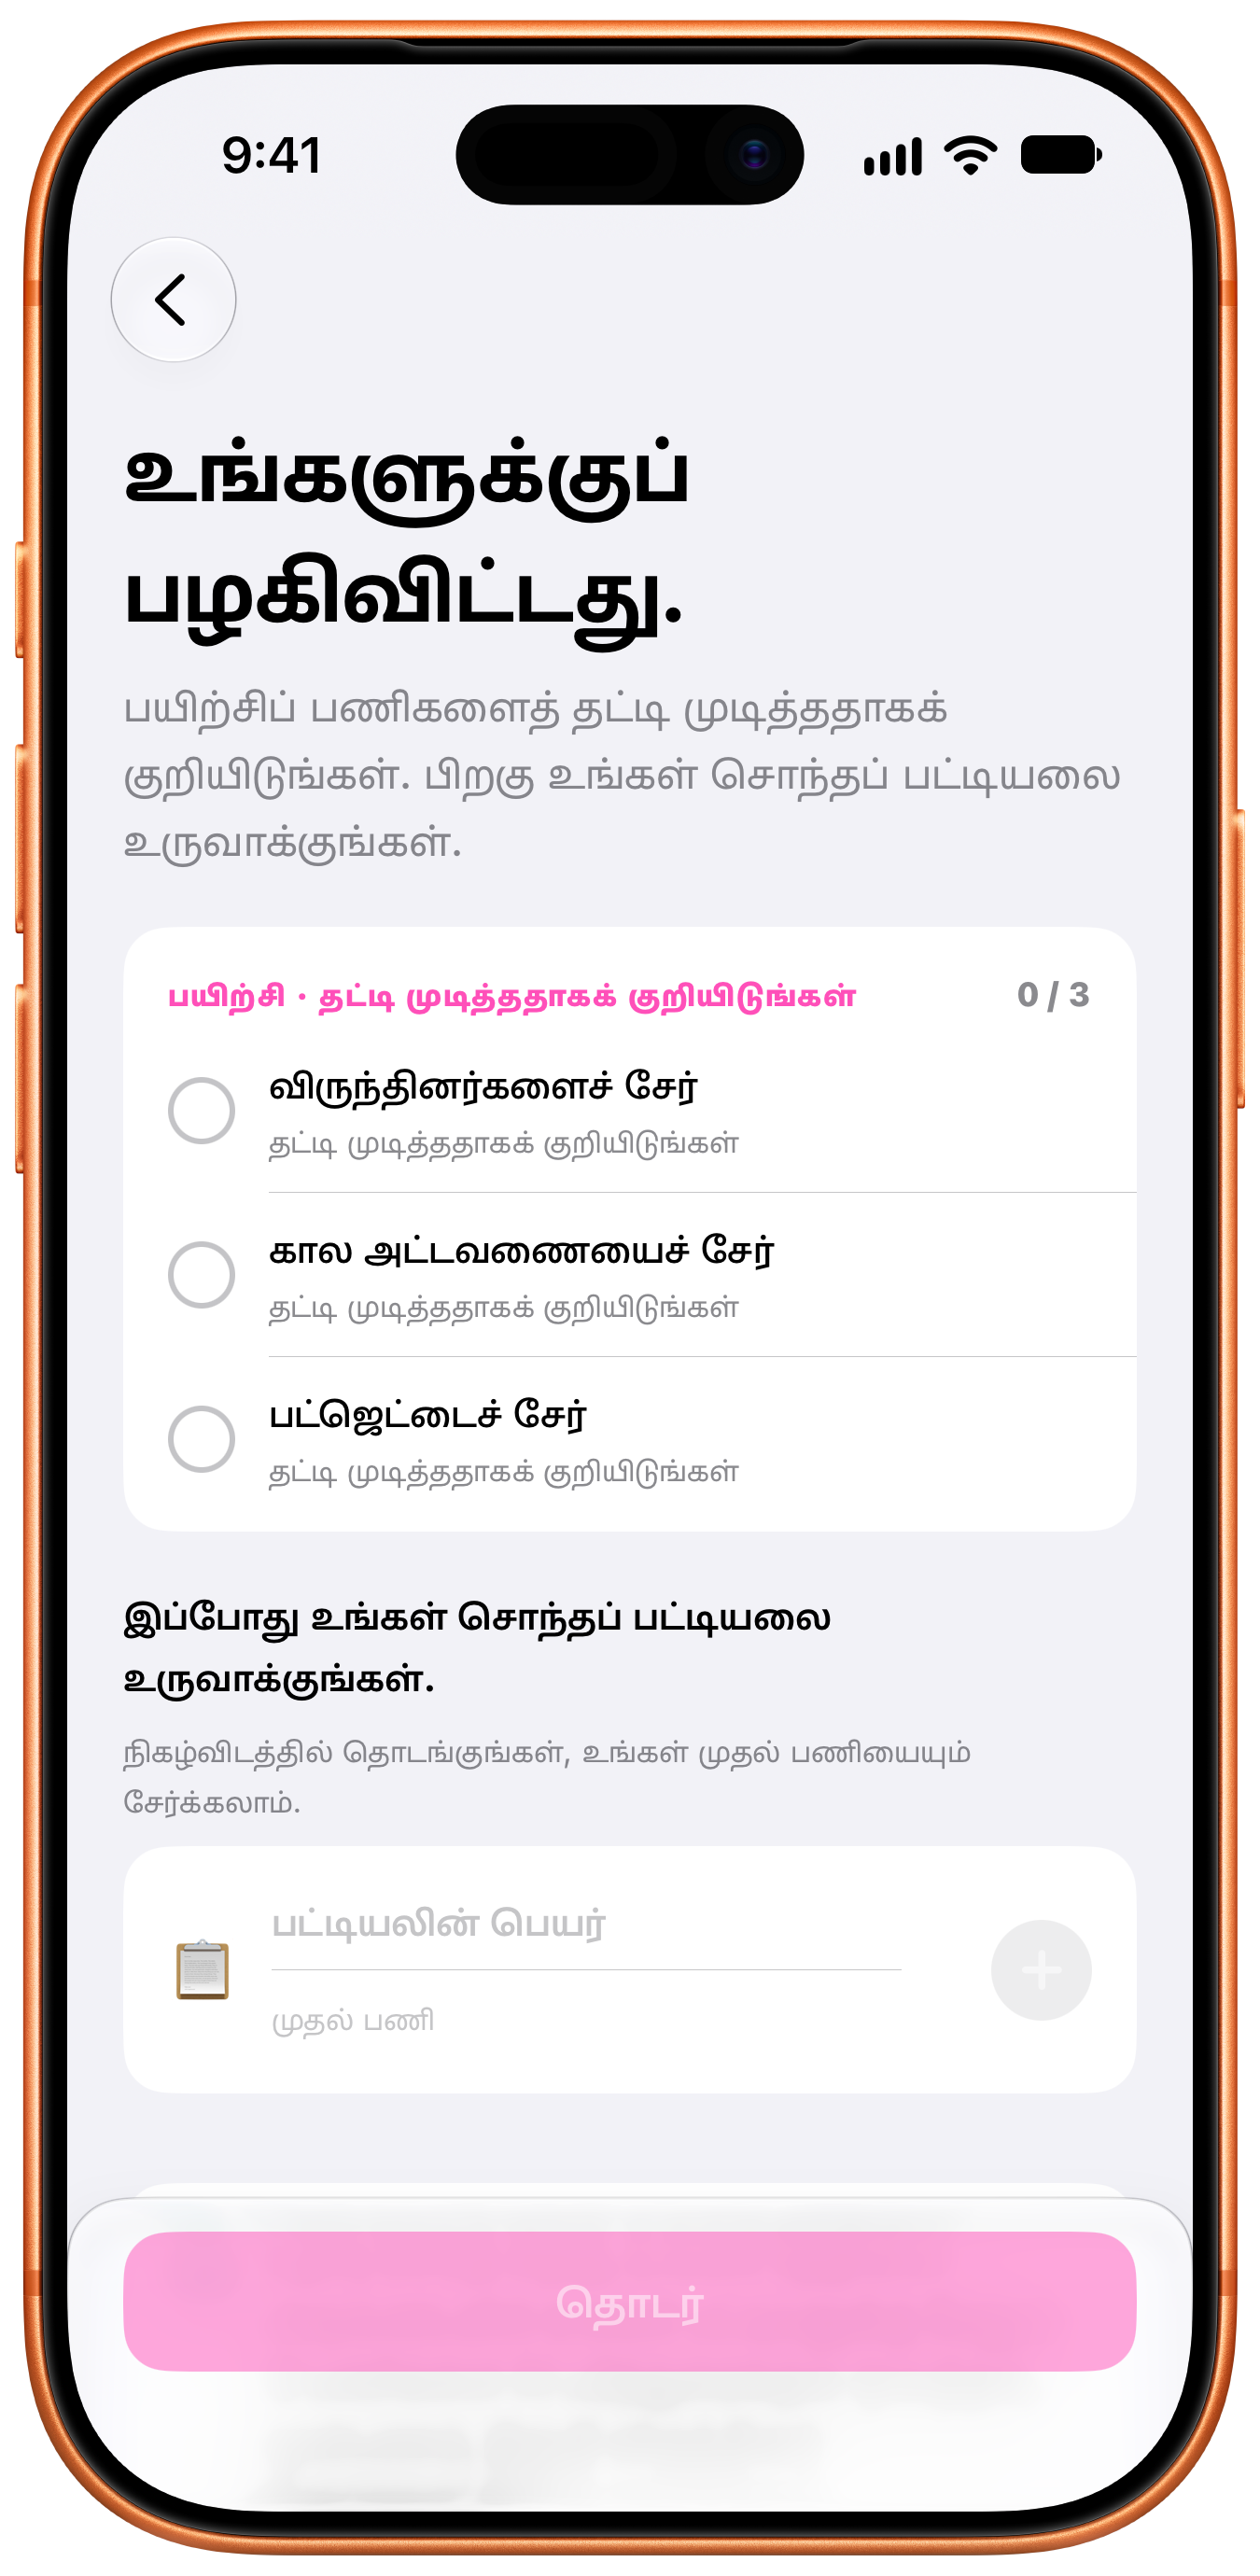 9:41
உங்களுக்குப்
பழகிவிட்டது.
பயிற்சிப் பணிகளைத் தட்டி முடித்ததாகக்
குறியிடுங்கள். பிறகு உங்கள் சொந்தப் பட்டியலை
உருவாக்குங்கள்.
பயிற்சி · தட்டி முடித்ததாகக் குறியிடுங்கள் 0 / 3
விருந்தினர்களைச் சேர்
தட்டி முடித்ததாகக் குறியிடுங்கள்
கால அட்டவணையைச் சேர்
தட்டி முடித்ததாகக் குறியிடுங்கள்
பட்ஜெட்டைச் சேர்
தட்டி முடித்ததாகக் குறியிடுங்கள்
இப்போது உங்கள் சொந்தப் பட்டியலை
உருவாக்குங்கள்.
நிகழ்விடத்தில் தொடங்குங்கள், உங்கள் முதல் பணியையும்
சேர்க்கலாம்.
பட்டியலின் பெயர்
முதல் பணி
தொடர்